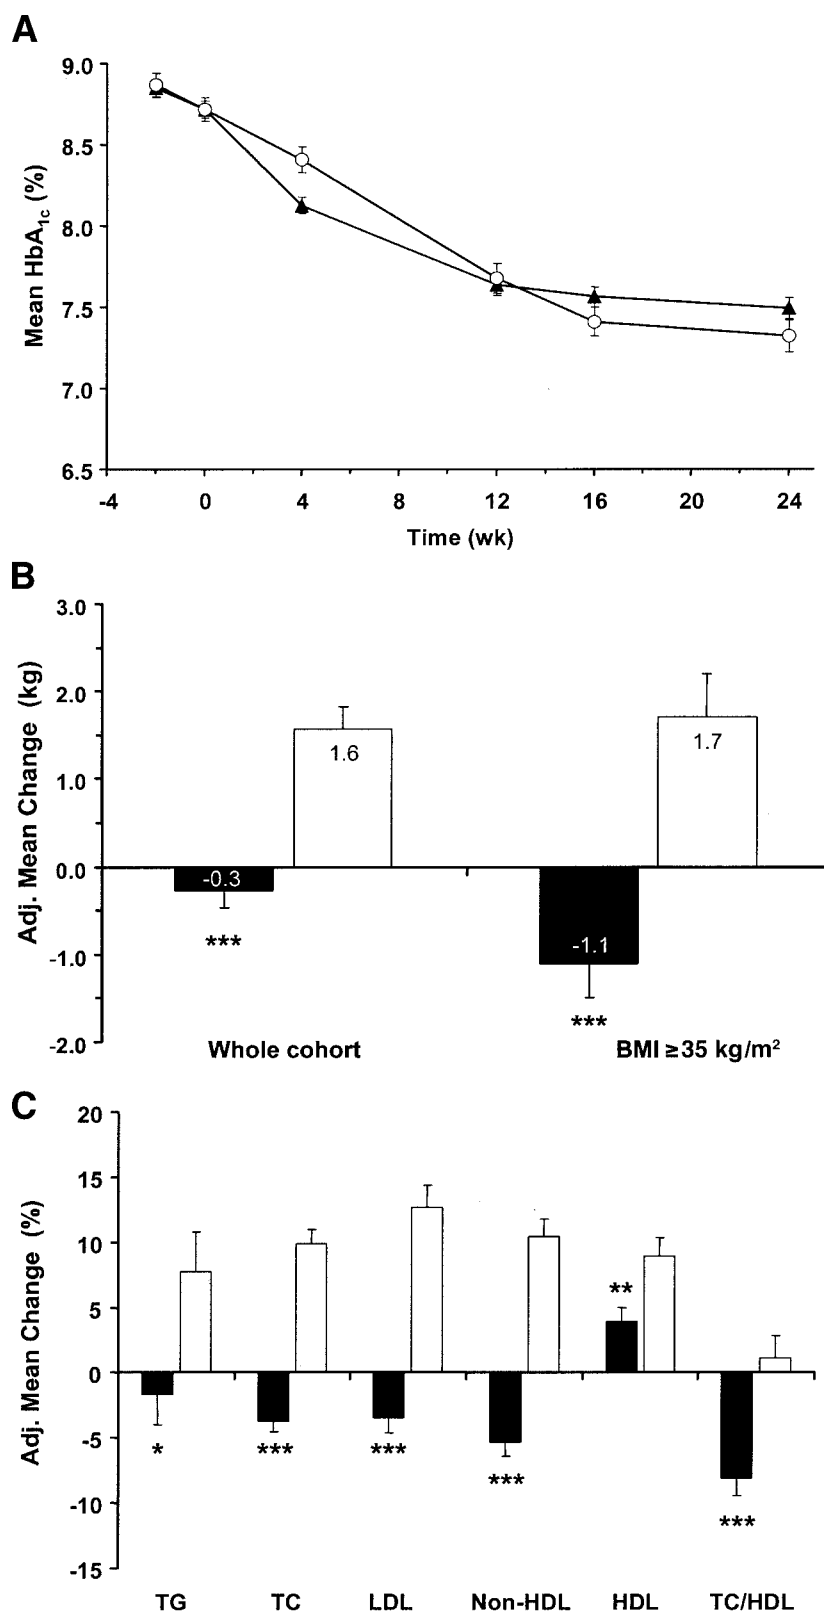 A
9.0
8.5
8.0
7.5
7.0
6.5
Mean HbA1c (%)
-4 0 4 8 12 16 20 24
Time (wk)
B
3.0
2.0
1.0
0.0
-1.0
-2.0
Adj. Mean Change (kg)
1.6
1.7
-0.3
-1.1
***
***
Whole cohort BMI ≥35 kg/m²
C
20
15
10
5
0
-5
-10
-15
Adj. Mean Change (%)
**
* *** ***
***
***
TG TC LDL Non-HDL HDL TC/HDL